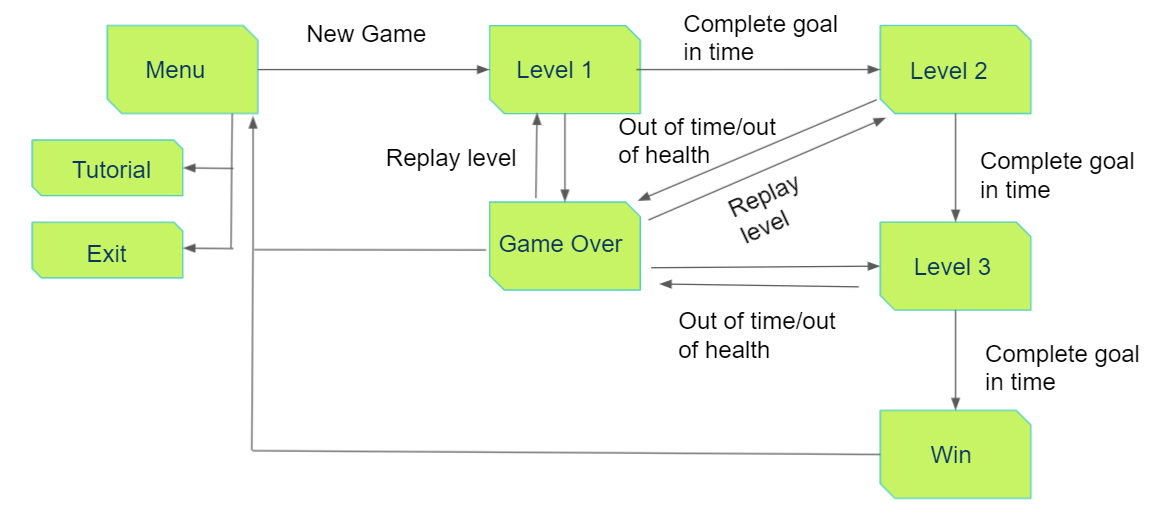 New Game
Complete goal
in time
Menu
Level 1
Level 2
Out of time/out
of health
Replay level
Complete goal
in time
Tutorial
Replay
level
Exit
Game Over
Level 3
Out of time/out
of health
Complete goal
in time
Win